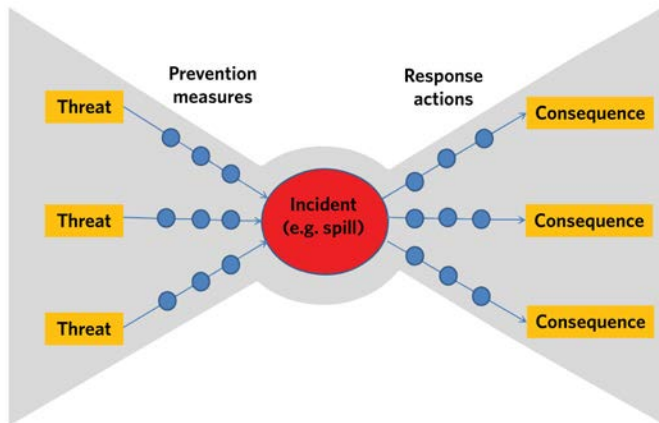 Prevention
measures
Response
actions
Threat
Consequence
Threat
Incident
(e.g. spill)
Consequence
Threat
Consequence